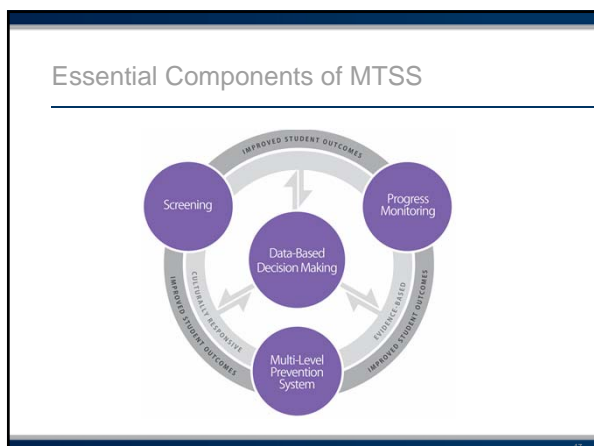 Essential Components of MTSS
IMPROVED STUDENT OUTCOMES
Screening
Progress
Monitoring
Data-Based
Decision Making
CULTURALLY RESPONSIVE
EVIDENCE-BASED
IMPROVED STUDENT OUTCOMES
IMPROVED STUDENT OUTCOMES
Multi-Level
Prevention
System